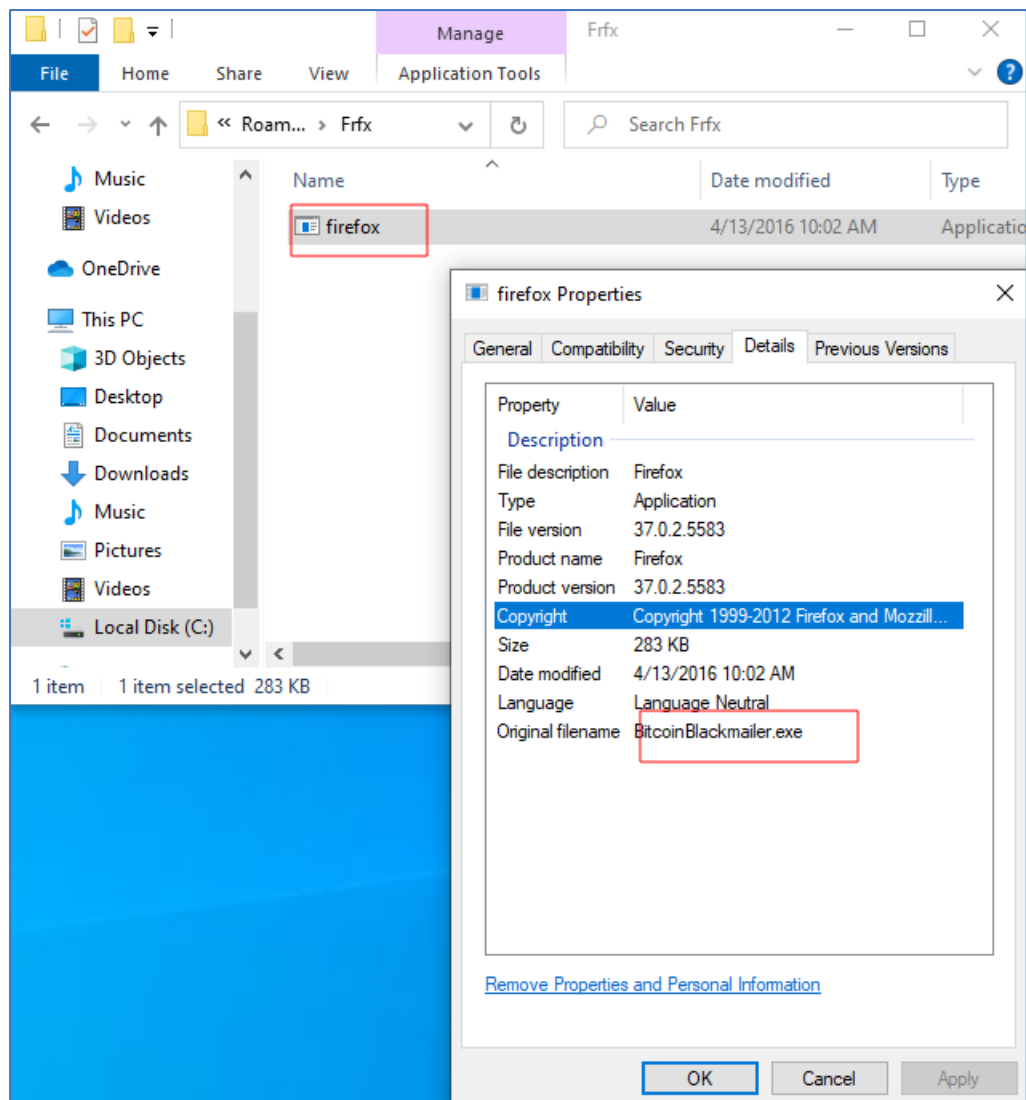 Manage
Frfx
File
Home
Share
View
Application Tools
?
« Roam... › Frfx
Search Frfx
Music
Videos
OneDrive
This PC
3D Objects
Desktop
Documents
Downloads
Music
Pictures
Videos
Local Disk (C:)
Name
Date modified
Type
firefox
4/13/2016 10:02 AM
Applicatio
1 item
1 item selected 283 KB
firefox Properties
General
Compatibility
Security
Details
Previous Versions
Property
Value
Description
File description Firefox
Type Application
File version 37.0.2.5583
Product name Firefox
Product version 37.0.2.5583
Copyright Copyright 1999-2012 Firefox and Mozzill...
Size 283 KB
Date modified 4/13/2016 10:02 AM
Language Language Neutral
Original filename BitcoinBlackmailer.exe
Remove Properties and Personal Information
OK
Cancel
Apply